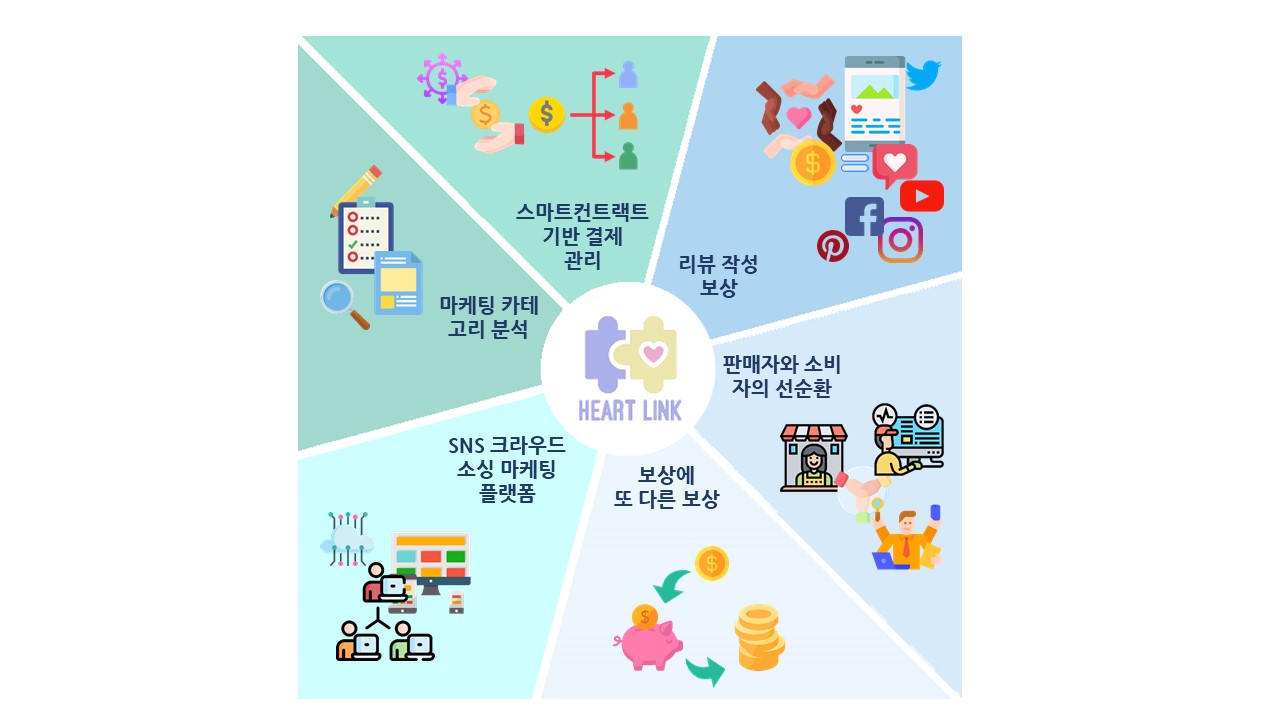 스마트컨트랙트
기반 결제
관리
리뷰 작성
보상
마케팅 카테
고리 분석
판매자와 소비
자의 선순환
HEART LINK
SNS 크라우드
소싱 마케팅
플랫폼
보상에
또 다른 보상